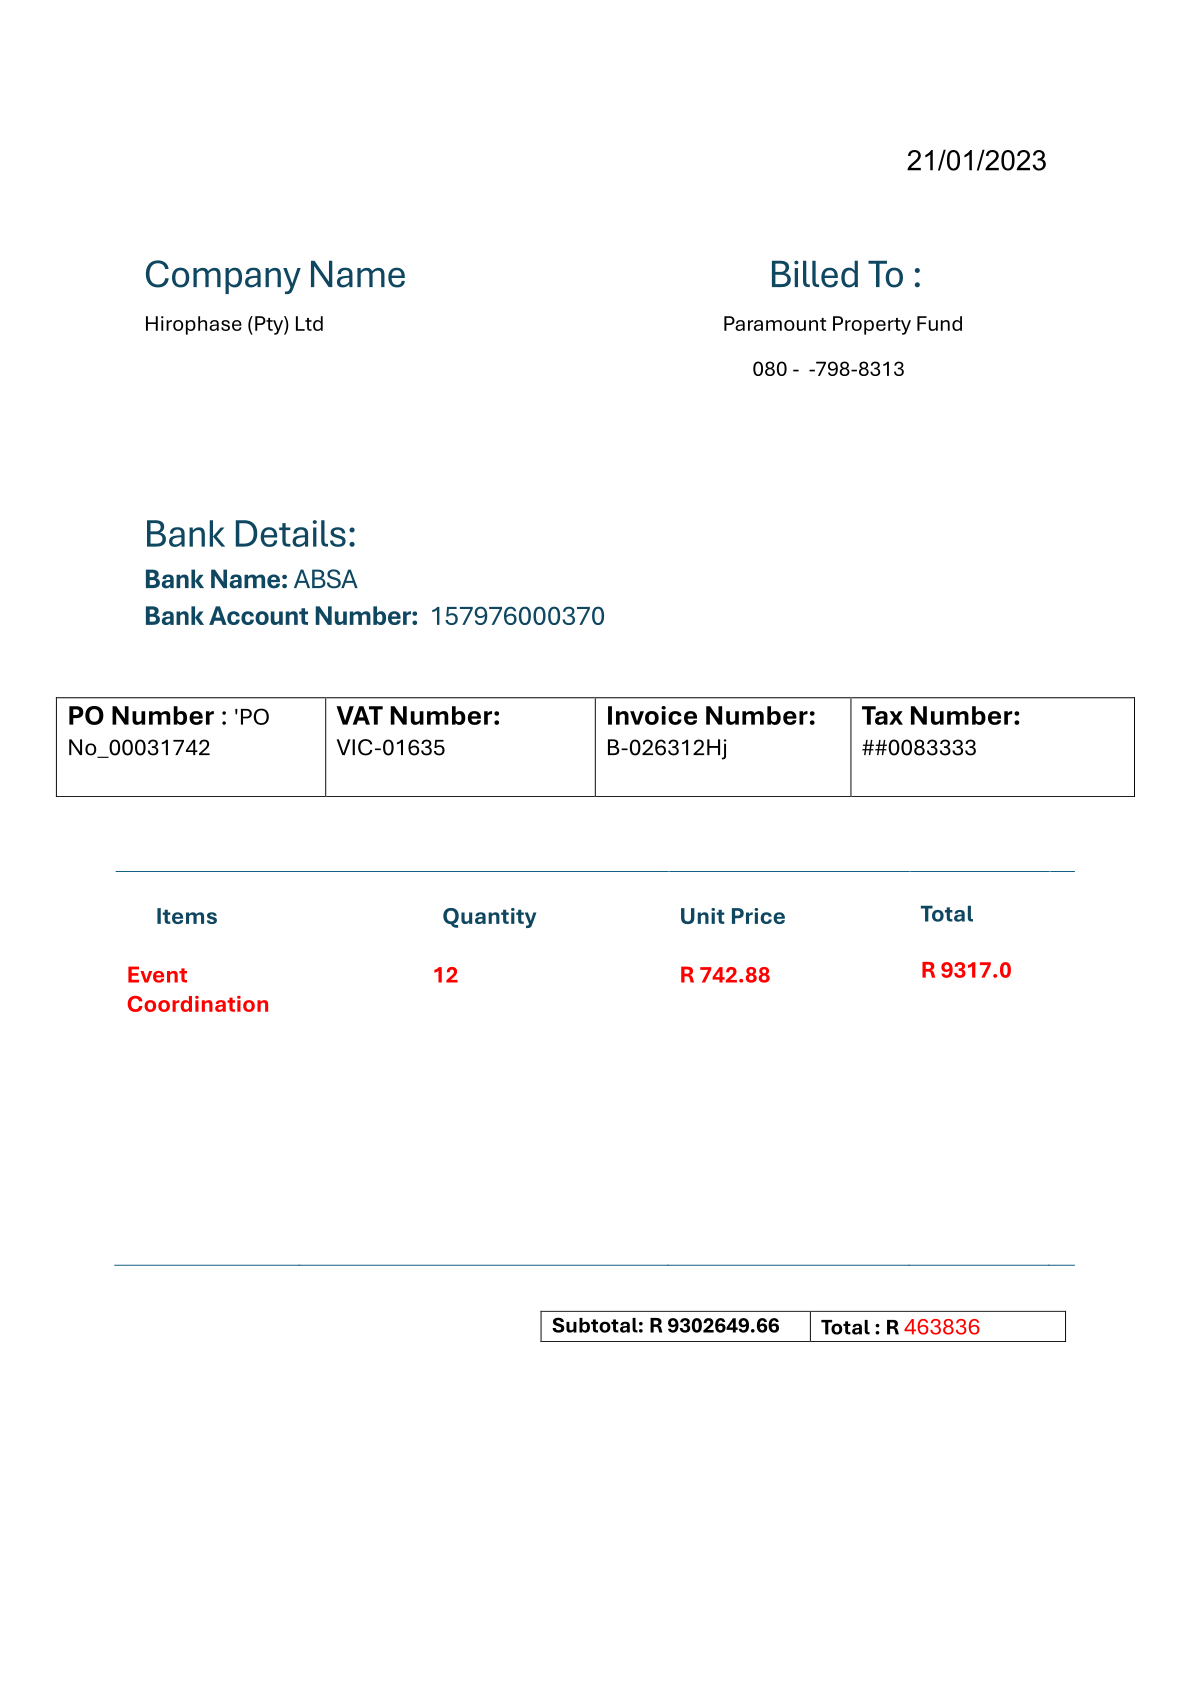 21/01/2023
Company Name
Billed To :
Hirophase (Pty) Ltd
Paramount Property Fund
080 -  -798-8313
Bank Details:
Bank Name: ABSA
Bank Account Number:  157976000370
PO Number : 'PO
No_00031742
VAT Number:
VIC-01635
Invoice Number:
B-026312Hj
Tax Number:
##0083333
Items
Quantity
Unit Price
Total
Event
Coordination
12
R 742.88
R 9317.0
Subtotal: R 9302649.66
Total : R 463836